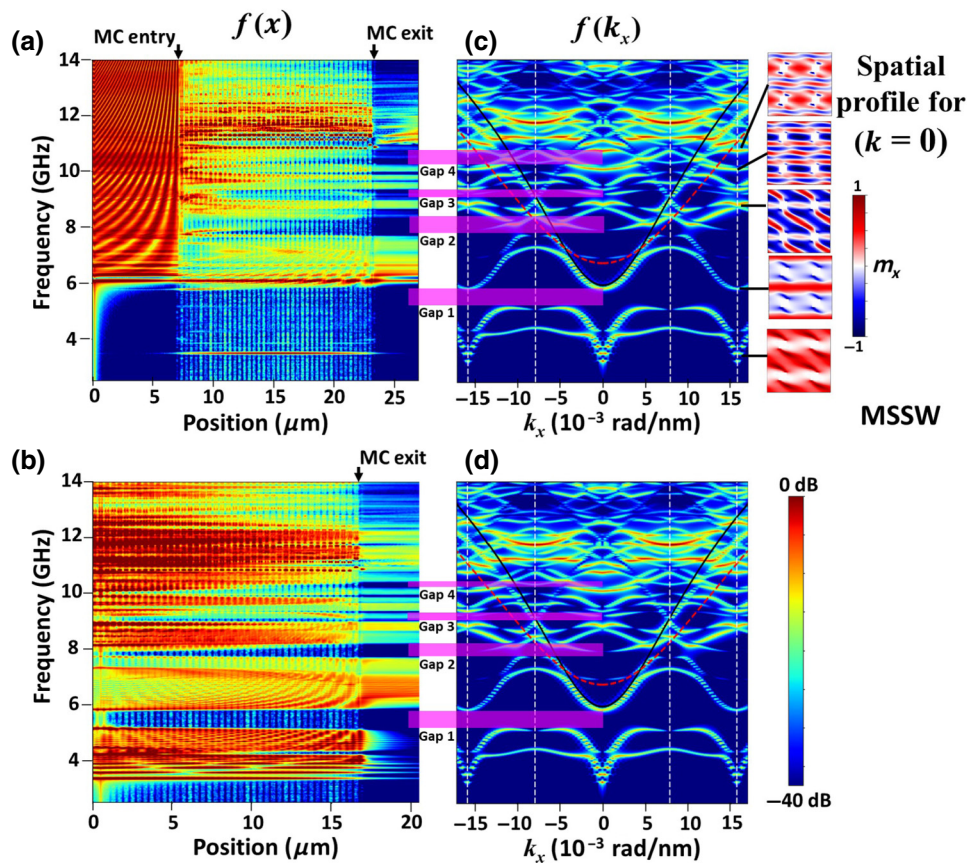 (a)
MC entry
f(x)
MC exit
(c)
f(kx)
Spatial
profile for
(k = 0)
14
12
10
8
6
4
Frequency (GHz)
Gap 4
Gap 3
Gap 2
Gap 1
1
mx
−1
0 5 10 15 20 25
Position (μm)
−15 −10 −5 0 5 10 15
kx (10−3 rad/nm)
MSSW
(b)
MC exit
(d)
14
12
10
8
6
4
Frequency (GHz)
Gap 4
Gap 3
Gap 2
Gap 1
0 dB
−40 dB
0 5 10 15 20
Position (μm)
−15 −10 −5 0 5 10 15
kx (10−3 rad/nm)